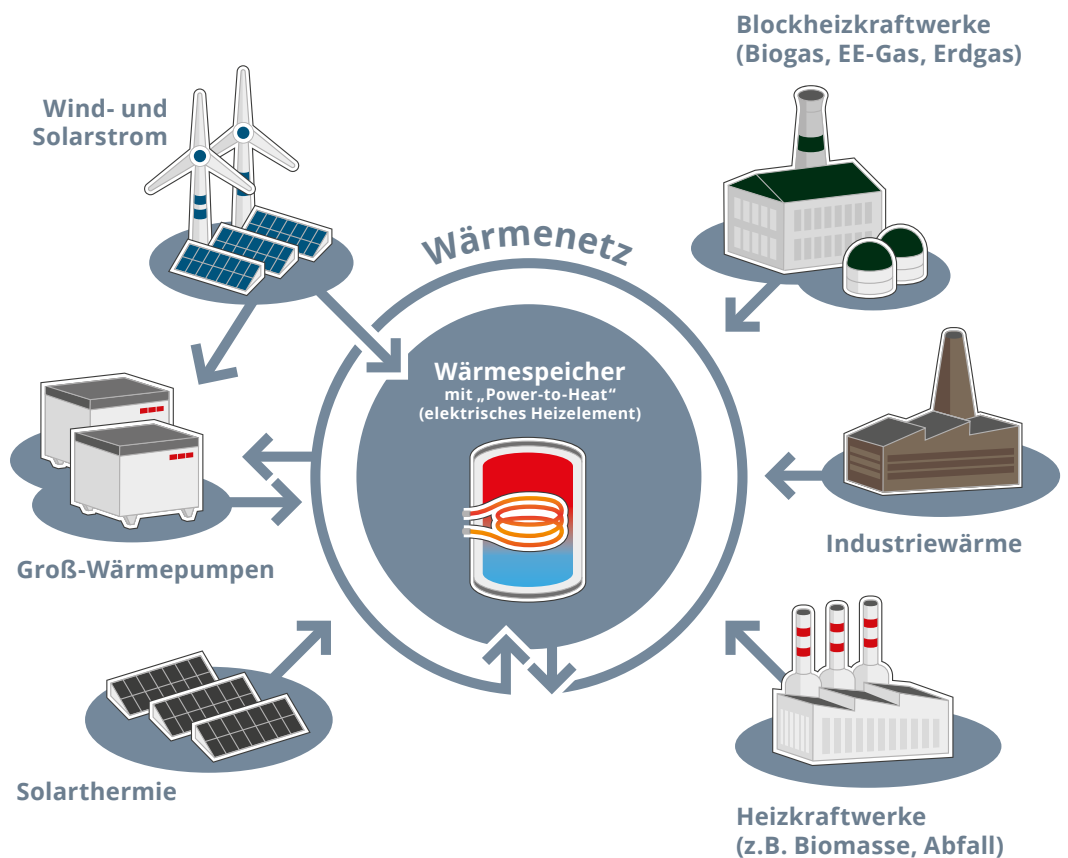 Blockheizkraftwerke
(Biogas, EE-Gas, Erdgas)
Wind- und
Solarstrom
Wärmenetz
Wärmespeicher
mit „Power-to-Heat“
(elektrisches Heizelement)
Groß-Wärmepumpen
Industriewärme
Solarthermie
Heizkraftwerke
(z.B. Biomasse, Abfall)